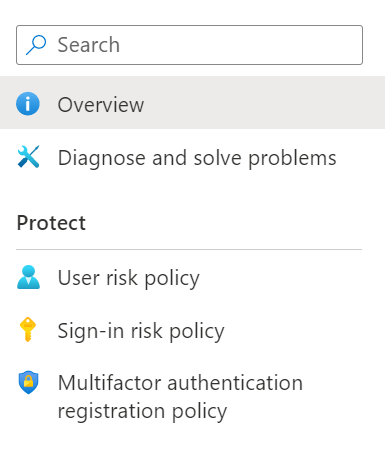 Search
Overview
Diagnose and solve problems
Protect
User risk policy
Sign-in risk policy
Multifactor authentication
registration policy